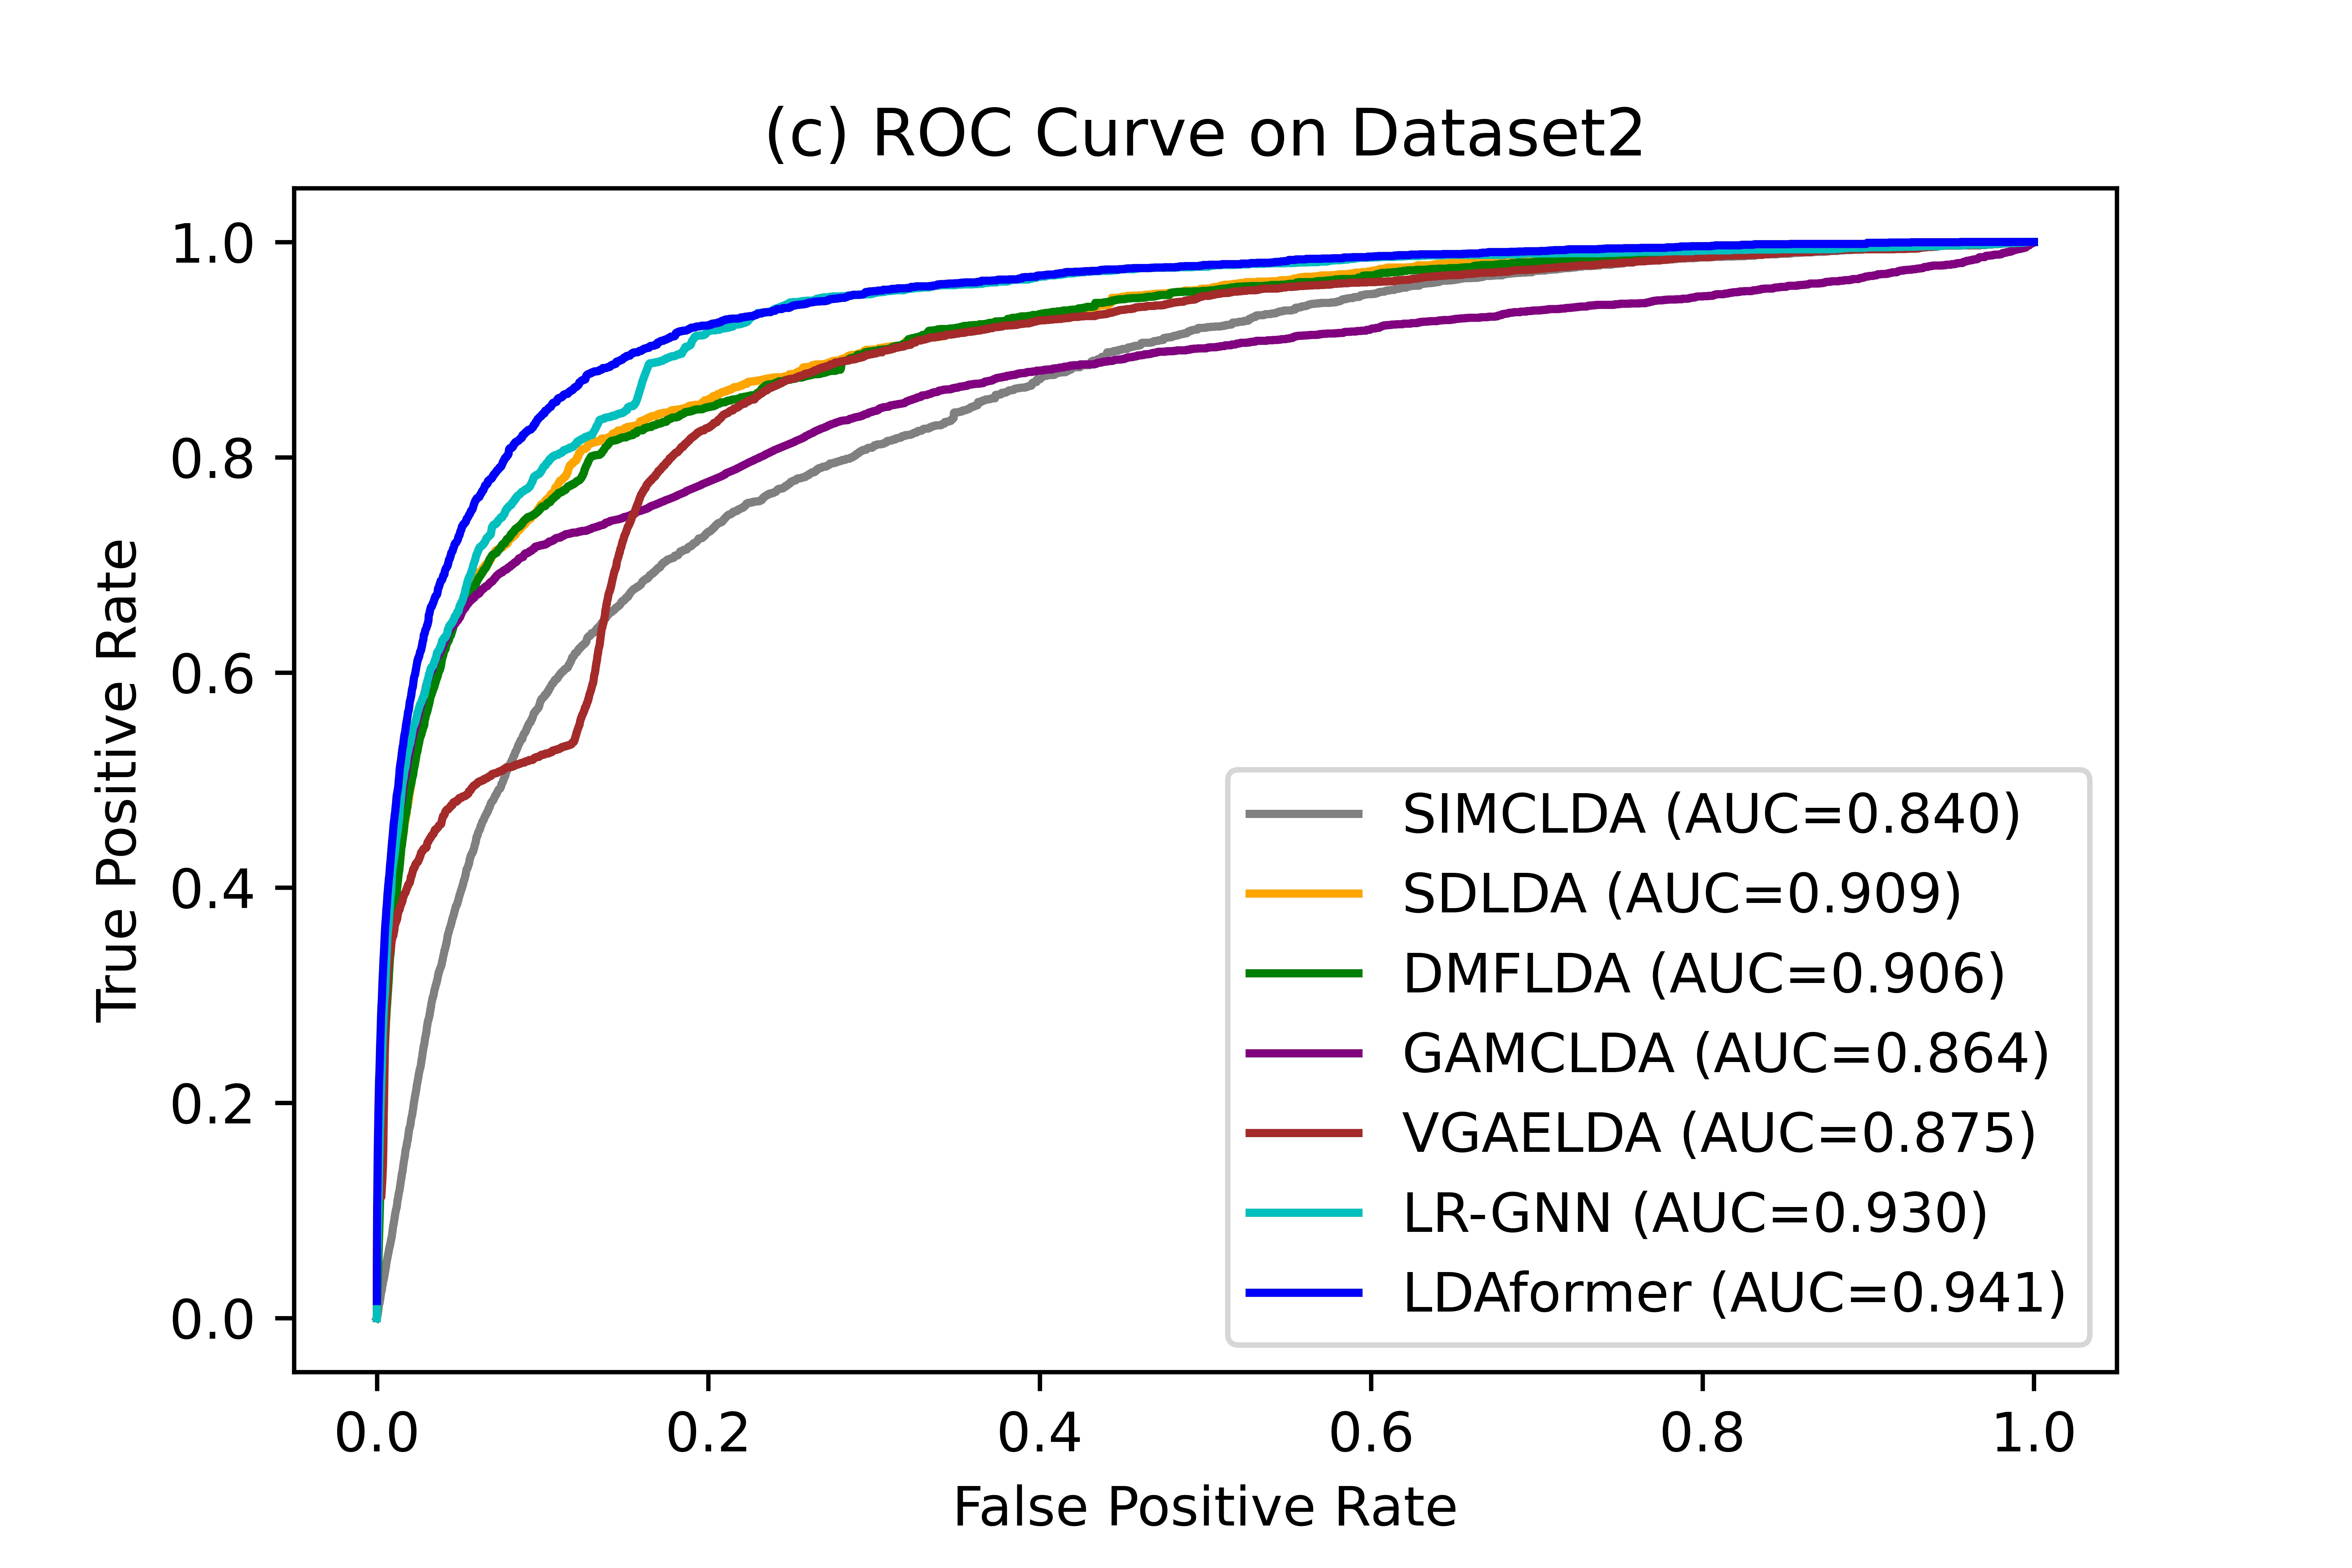 (c) ROC Curve on Dataset2
True Positive Rate
1.0
0.8
0.6
0.4
0.2
0.0
SIMCLDA (AUC=0.840)
SDLDA (AUC=0.909)
DMFLDA (AUC=0.906)
GAMCLDA (AUC=0.864)
VGAELDA (AUC=0.875)
LR-GNN (AUC=0.930)
LDAformer (AUC=0.941)
0.0 0.2 0.4 0.6 0.8 1.0
False Positive Rate